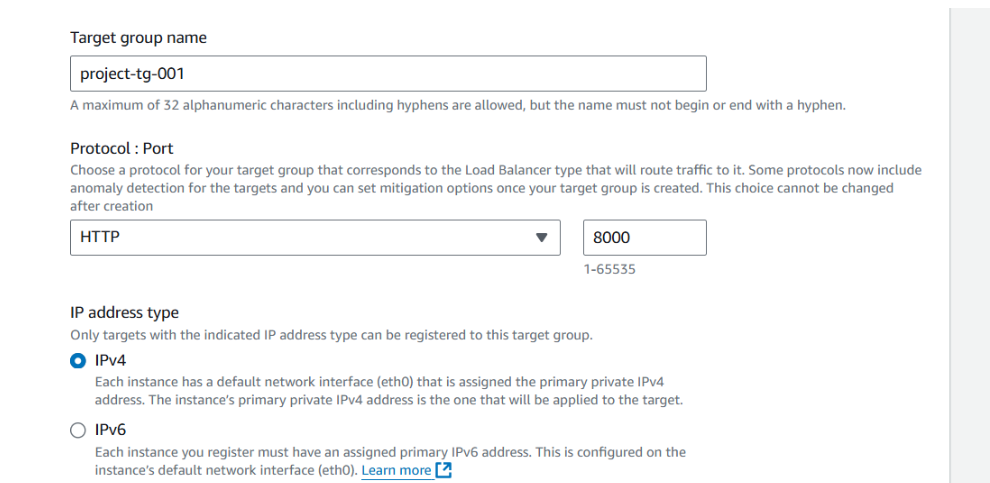 Target group name
project-tg-001
A maximum of 32 alphanumeric characters including hyphens are allowed, but the name must not begin or end with a hyphen.
Protocol : Port
Choose a protocol for your target group that corresponds to the Load Balancer type that will route traffic to it. Some protocols now include
anomaly detection for the targets and you can set mitigation options once your target group is created. This choice cannot be changed
after creation
HTTP
8000
1-65535
IP address type
Only targets with the indicated IP address type can be registered to this target group.
IPv4
Each instance has a default network interface (eth0) that is assigned the primary private IPv4
address. The instance's primary private IPv4 address is the one that will be applied to the target.
IPv6
Each instance you register must have an assigned primary IPv6 address. This is configured on the
instance's default network interface (eth0). Learn more